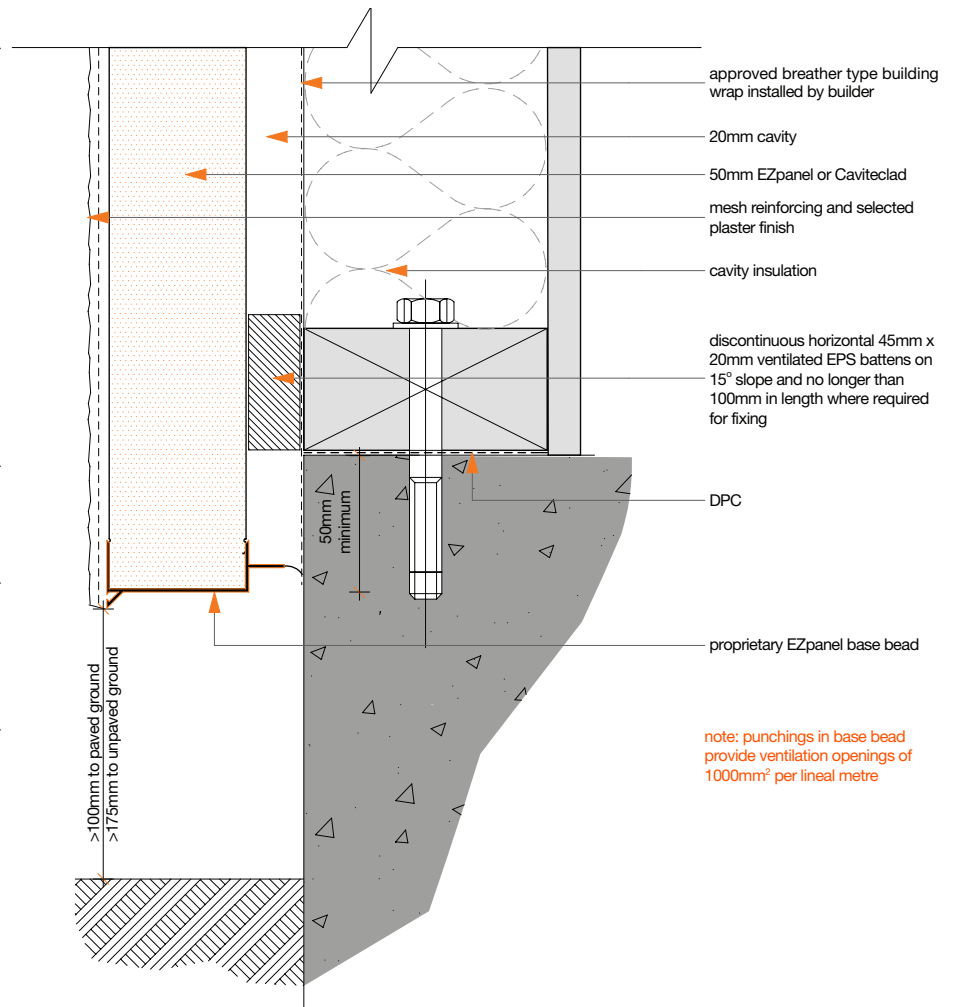 approved breather type building
wrap installed by builder
20mm cavity
50mm EZpanel or Caviteclad
mesh reinforcing and selected
plaster finish
cavity insulation
discontinuous horizontal 45mm x
20mm ventilated EPS battens on
15° slope and no longer than
100mm in length where required
for fixing
DPC
50mm
minimum
proprietary EZpanel base bead
>100mm to paved ground
>175mm to unpaved ground
note: punchings in base bead
provide ventilation openings of
1000mm² per lineal metre